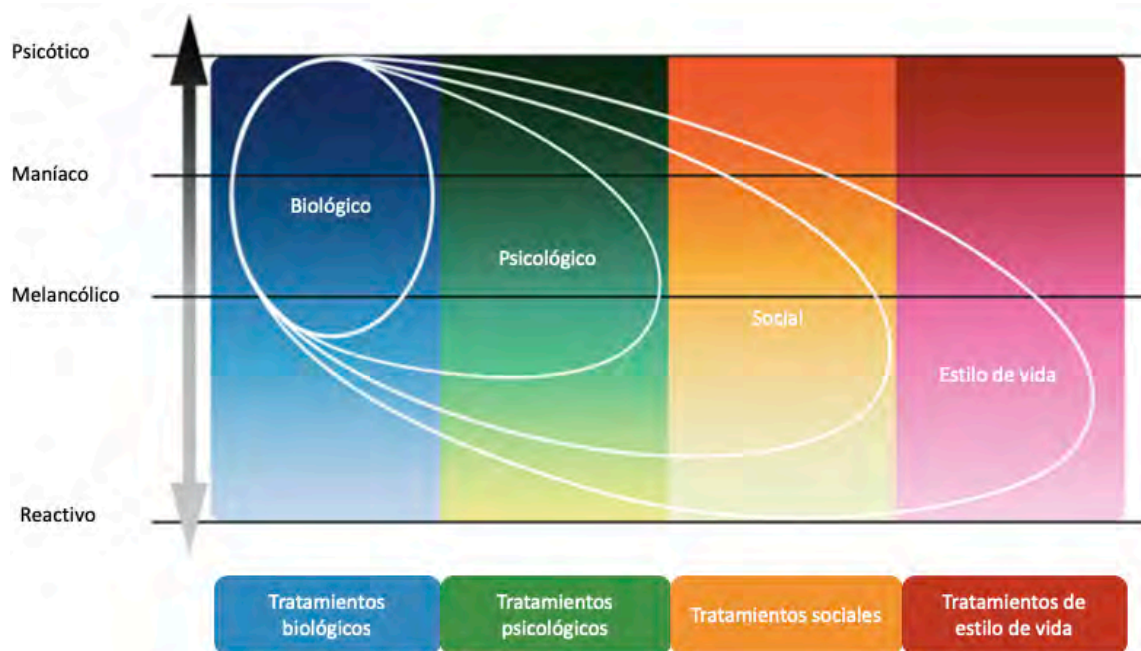 Psicótico
Maníaco
Biológico
Psicológico
Melancólico
Social
Estilo de vida
Reactivo
Tratamientos
biológicos
Tratamientos
psicológicos
Tratamientos sociales
Tratamientos de
estilo de vida